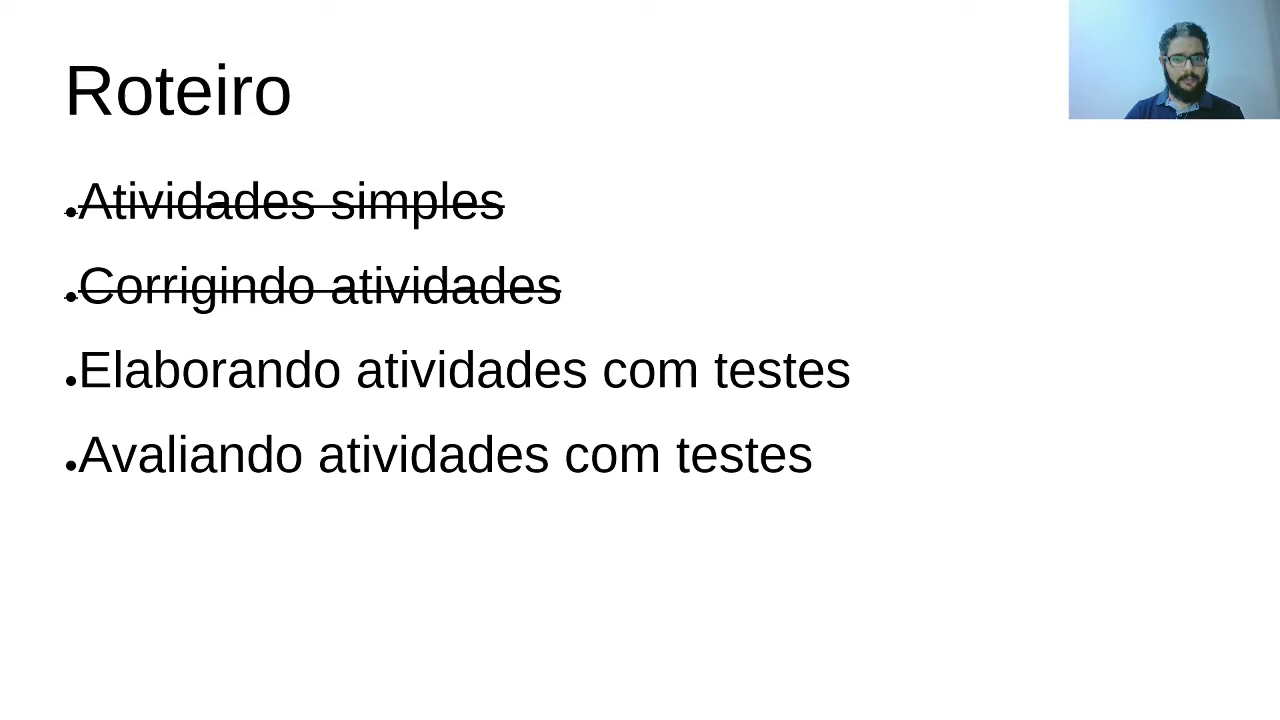 Roteiro
•Atividades simples
•Corrigindo atividades
•Elaborando atividades com testes
•Avaliando atividades com testes